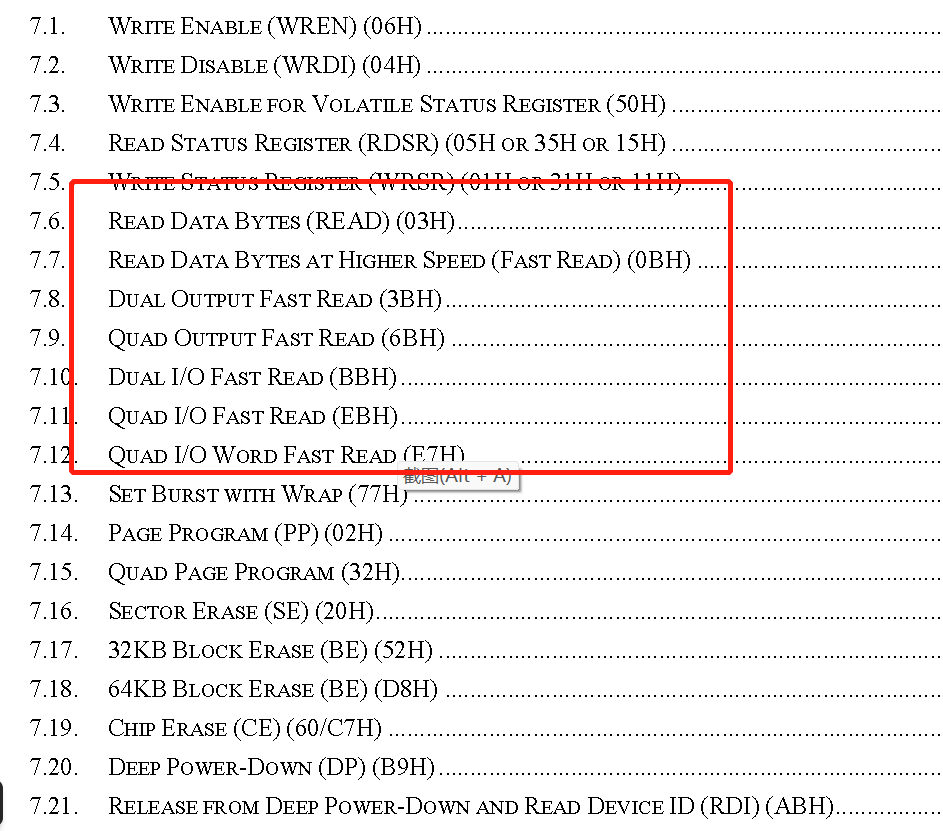 7.1. WRITE ENABLE (WREN) (06H)
7.2. WRITE DISABLE (WRDI) (04H)
7.3. WRITE ENABLE FOR VOLATILE STATUS REGISTER (50H)
7.4. READ STATUS REGISTER (RDSR) (05H OR 35H OR 15H)
7.5. WRITE STATUS REGISTER (WRSR) (01H OR 31H OR 11H)
7.6. READ DATA BYTES (READ) (03H)
7.7. READ DATA BYTES AT HIGHER SPEED (FAST READ) (0BH)
7.8. DUAL OUTPUT FAST READ (3BH)
7.9. QUAD OUTPUT FAST READ (6BH)
7.10. DUAL I/O FAST READ (BBH)
7.11. QUAD I/O FAST READ (EBH)
7.12. QUAD I/O WORD FAST READ (E7H)
截图(Alt + A)
7.13. SET BURST WITH WRAP (77H)
7.14. PAGE PROGRAM (PP) (02H)
7.15. QUAD PAGE PROGRAM (32H)
7.16. SECTOR ERASE (SE) (20H)
7.17. 32KB BLOCK ERASE (BE) (52H)
7.18. 64KB BLOCK ERASE (BE) (D8H)
7.19. CHIP ERASE (CE) (60/C7H)
7.20. DEEP POWER-DOWN (DP) (B9H)
7.21. RELEASE FROM DEEP POWER-DOWN AND READ DEVICE ID (RDI) (ABH)